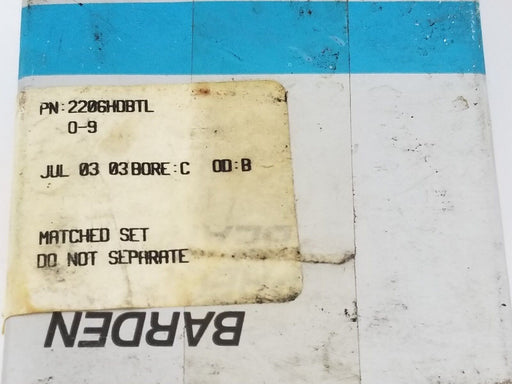 PN:2206HDBTL
0-9
JUL 03 03 BORE:C OD:B
MATCHED SET
DO NOT SEPARATE
BARDEN